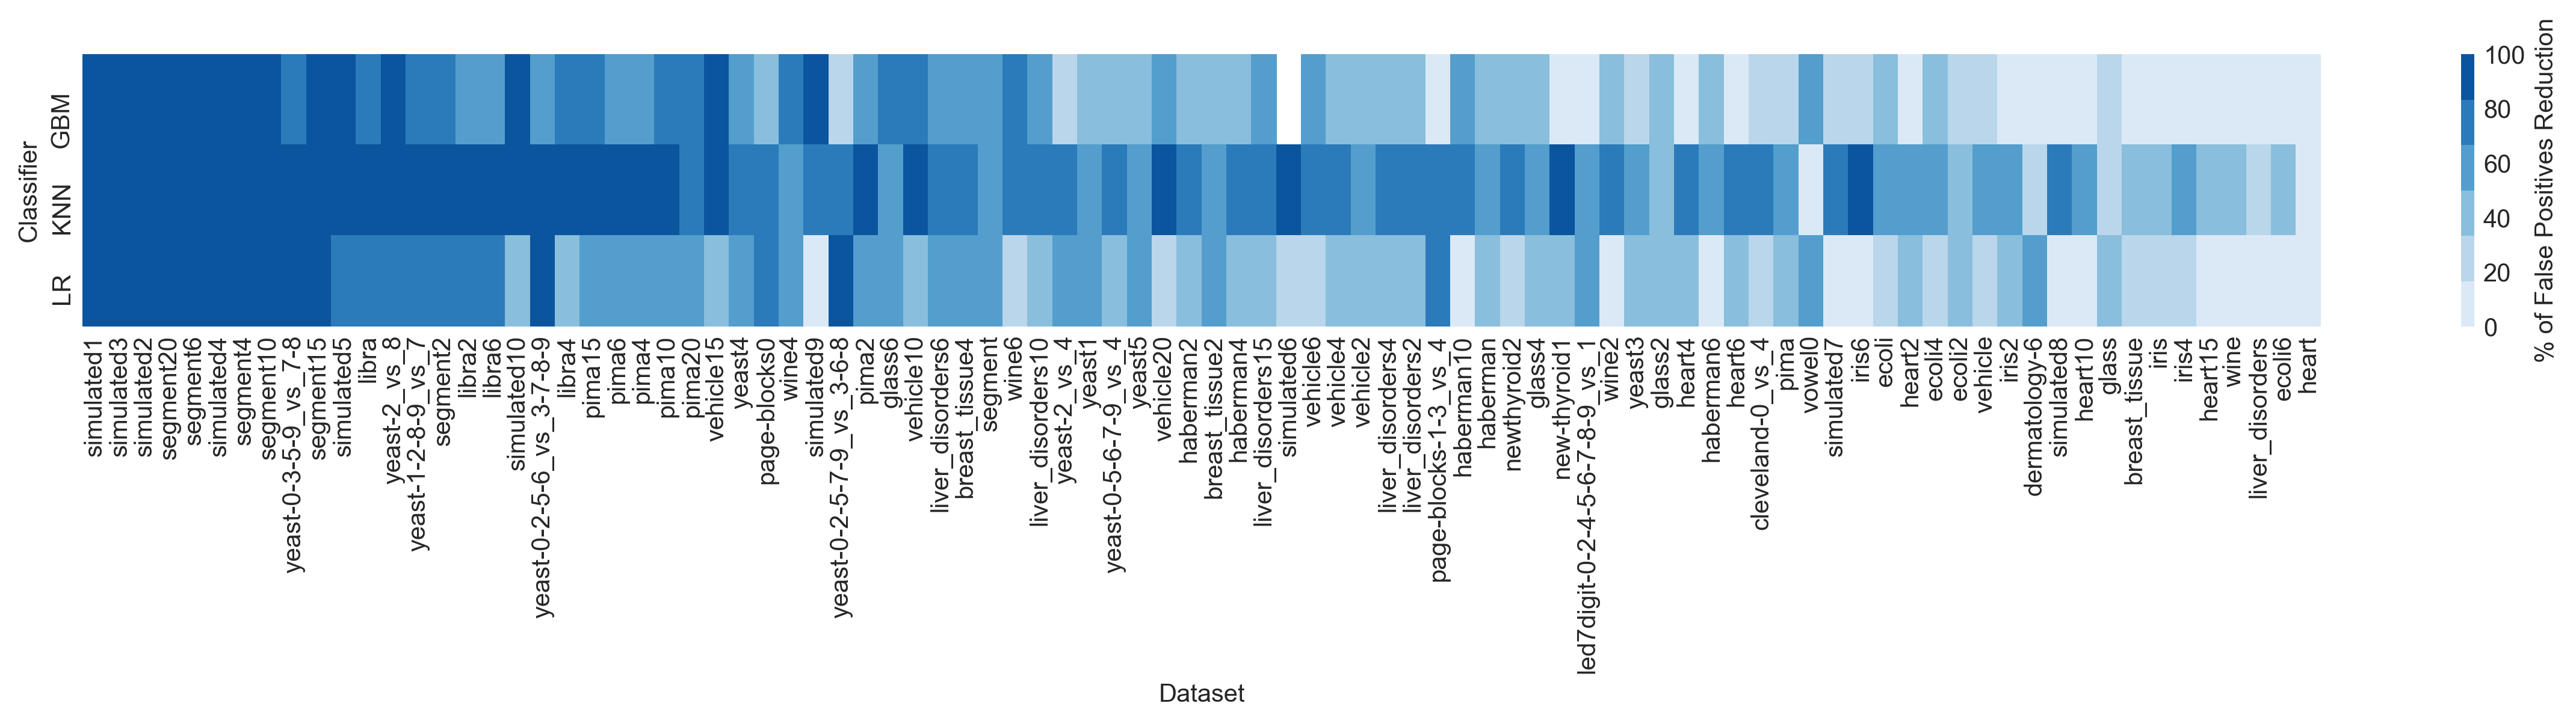 Classifier
GBM
KNN
LR
simulated1
simulated3
simulated2
segment20
segment6
simulated4
segment4
segment10
yeast-0-3-5-9_vs_7-8
segment15
simulated5
libra
yeast-2_vs_8
yeast-1-2-8-9_vs_7
segment2
libra2
libra6
simulated10
yeast-0-2-5-6_vs_3-7-8-9
libra4
pima15
pima6
pima4
pima10
pima20
vehicle15
yeast4
page-blocks0
wine4
simulated9
yeast-0-2-5-7-9_vs_3-6-8
pima2
glass6
vehicle10
liver_disorders6
breast_tissue4
segment
wine6
liver_disorders10
yeast-2_vs_4
yeast1
yeast-0-5-6-7-9_vs_4
yeast5
vehicle20
haberman2
breast_tissue2
haberman4
liver_disorders15
simulated6
vehicle6
vehicle4
vehicle2
liver_disorders4
liver_disorders2
page-blocks-1-3_vs_4
haberman10
haberman
newthyroid2
glass4
new-thyroid1
led7digit-0-2-4-5-6-7-8-9_vs_1
wine2
yeast3
glass2
heart4
haberman6
heart6
cleveland-0_vs_4
pima
vowel0
simulated7
iris6
ecoli
heart2
ecoli4
ecoli2
vehicle
iris2
dermatology-6
simulated8
heart10
glass
breast_tissue
iris
iris4
heart15
wine
liver_disorders
ecoli6
heart
Dataset
100
80
60
40
20
0
% of False Positives Reduction